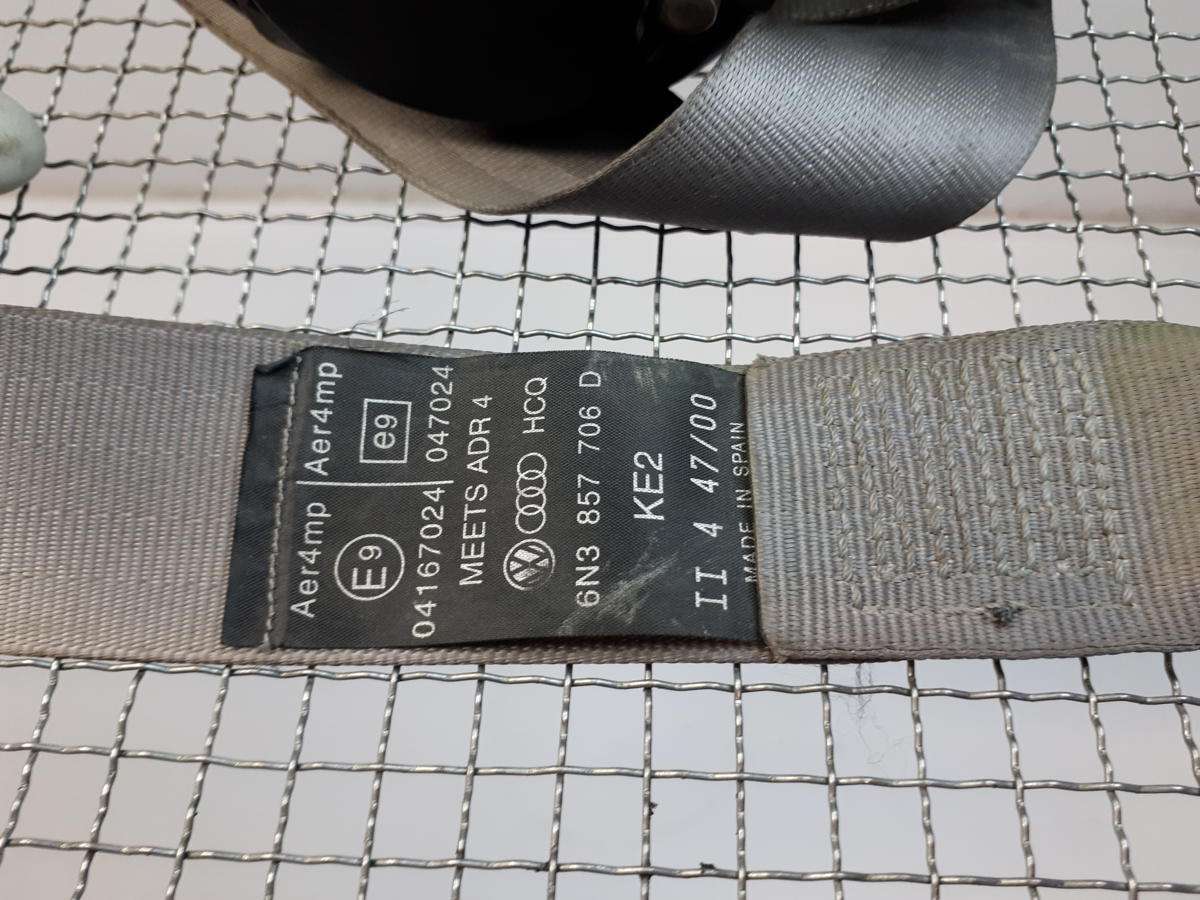 Aer4mp Aer4mp
E9 e9
04167024 047024
MEETS ADR 4
HCQ
6N3 857 706 D
KE2
II 4 47/00
MADE IN SPAIN